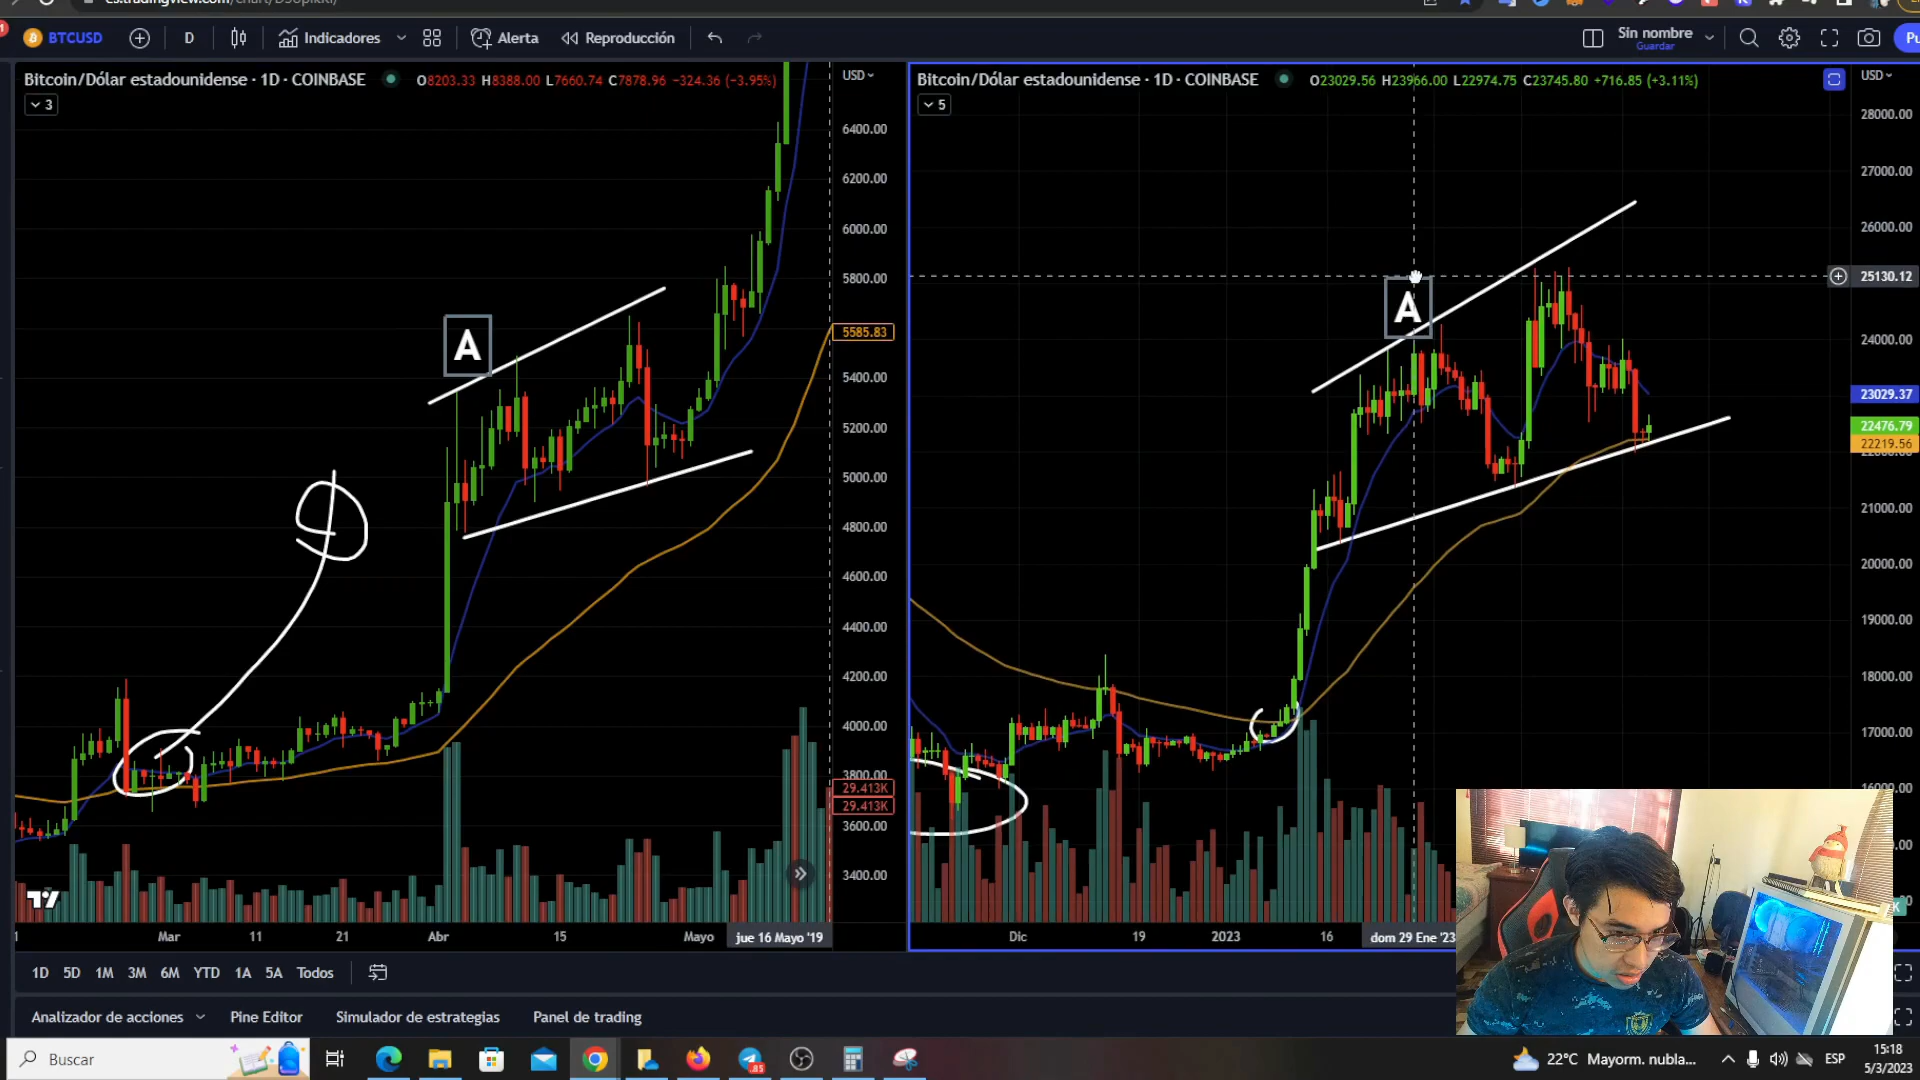 BTCUSD D Indicadores Alerta Reproducción Sin nombre Guardar
Bitcoin/Dólar estadounidense · 1D · COINBASE O8203.33 H8388.00 L7660.74 C7878.96 -324.36 (-3.95%) USD
3
6400.00
6200.00
6000.00
5800.00
5585.83
5400.00
5200.00
5000.00
4800.00
4600.00
4400.00
4200.00
4000.00
3800.00
29.413K
29.413K
3600.00
3400.00
A
Mar 11 21 Abr 15 Mayo jue 16 Mayo '19
Bitcoin/Dólar estadounidense · 1D · COINBASE O23029.56 H23966.00 L22974.75 C23745.80 +716.85 (+3.11%) USD
5
28000.00
27000.00
26000.00
25130.12
24000.00
23029.37
22476.79
22219.56
21000.00
20000.00
19000.00
18000.00
17000.00
A
Dic 19 2023 16 dom 29 Ene '23
1D 5D 1M 3M 6M YTD 1A 5A Todos
Analizador de acciones Pine Editor Simulador de estrategias Panel de trading
Buscar
22°C Mayorm. nubla... ESP
15:18
5/3/2023